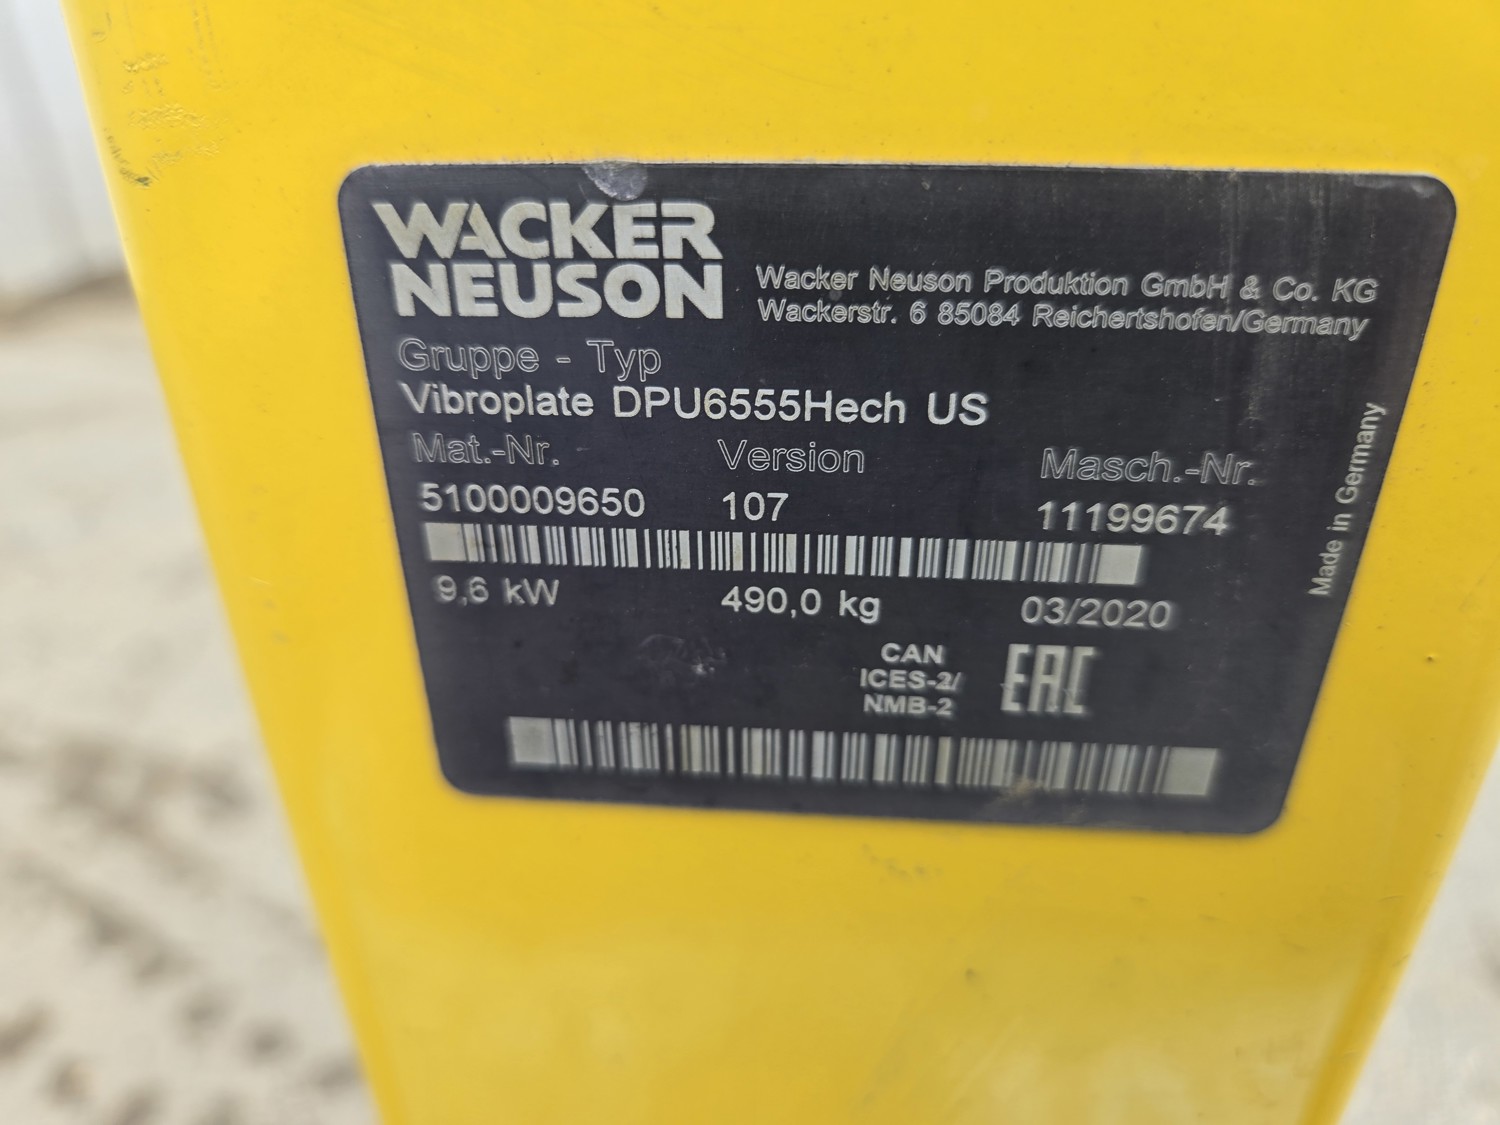 WACKER
NEUSON
Wacker Neuson Produktion GmbH & Co. KG
Wackerstr. 6 85084 Reichertshofen/Germany
Gruppe - Typ
Vibroplate DPU6555Hech US
Mat.-Nr. Version Masch.-Nr.
5100009650 107 11199674
9,6 kW 490,0 kg 03/2020
CAN
ICES-2/
NMB-2
EAC
Made in Germany